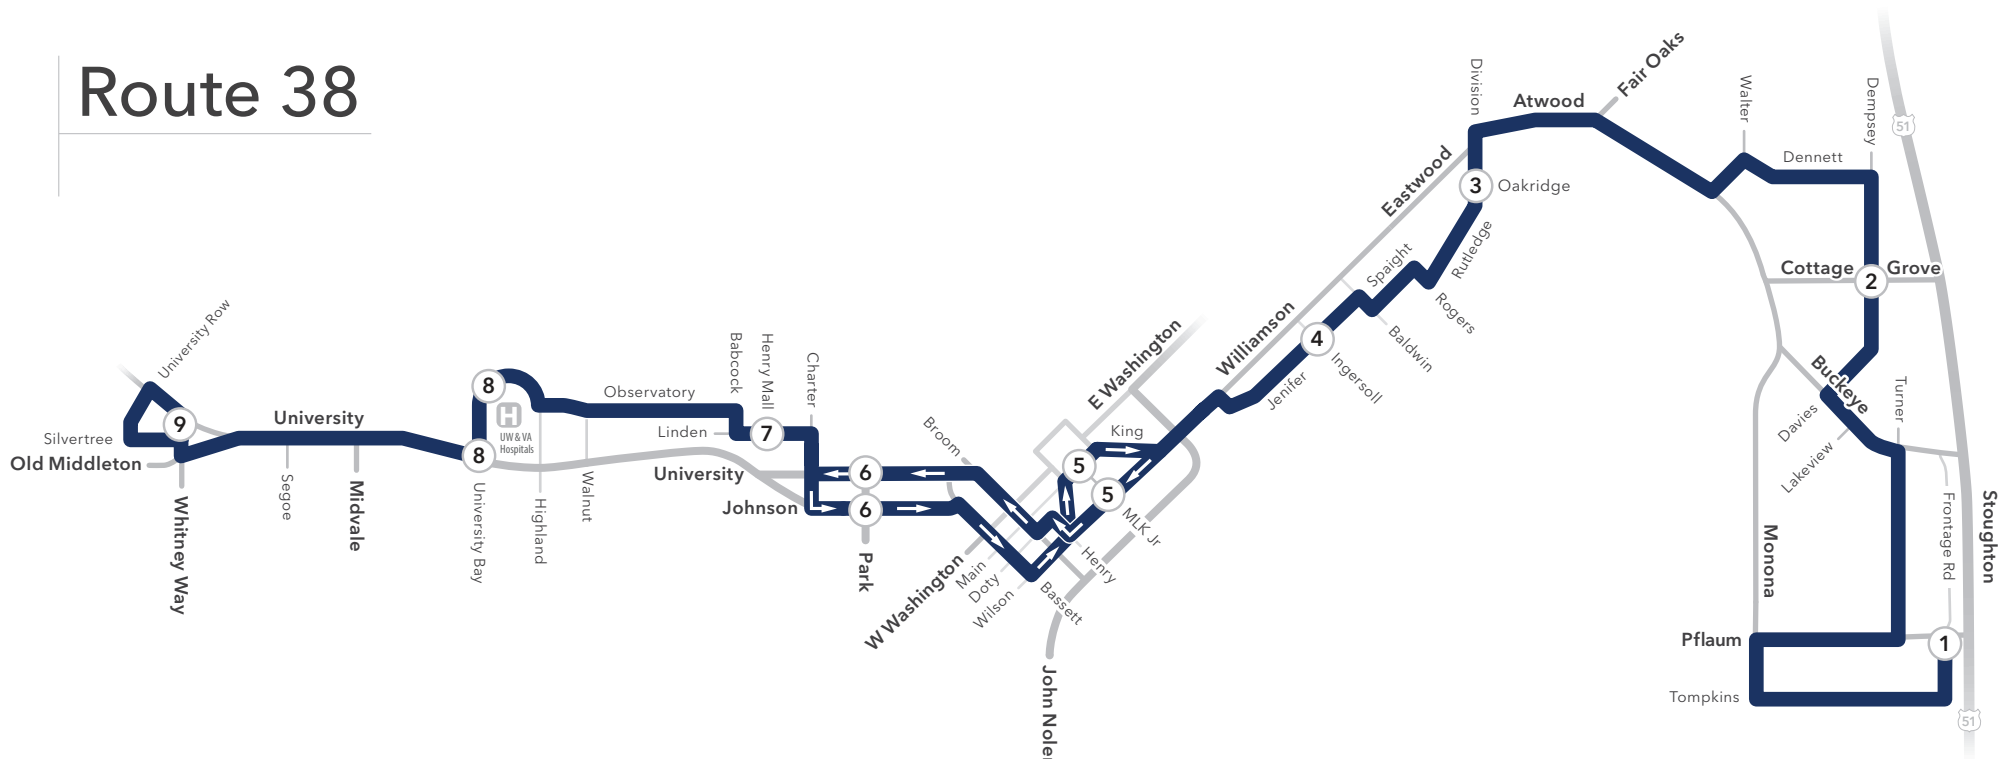 Route 38
University Row
Silvertree
Old Middleton
9
Whitney Way
University
Segoe
Midvale
8
8
H
UW & VA
Hospitals
University Bay
Highland
Walnut
Observatory
Babcock
Henry Mall
Charter
Linden
7
University
Johnson
6
6
Park
Broom
W Washington
Main
Doty
Wilson
Bassett
Henry
MLK Jr
John Nolen
5
5
King
E Washington
Williamson
Jenifer
4
Ingersoll
Baldwin
Spaight
Rogers
Rutledge
Eastwood
3
Oakridge
Division
Atwood
Fair Oaks
Walter
Dennett
Dempsey
51
Cottage
2
Grove
Buckeye
Davies
Lakeview
Turner
Monona
Frontage Rd
Stoughton
Pflaum
1
Tompkins
51